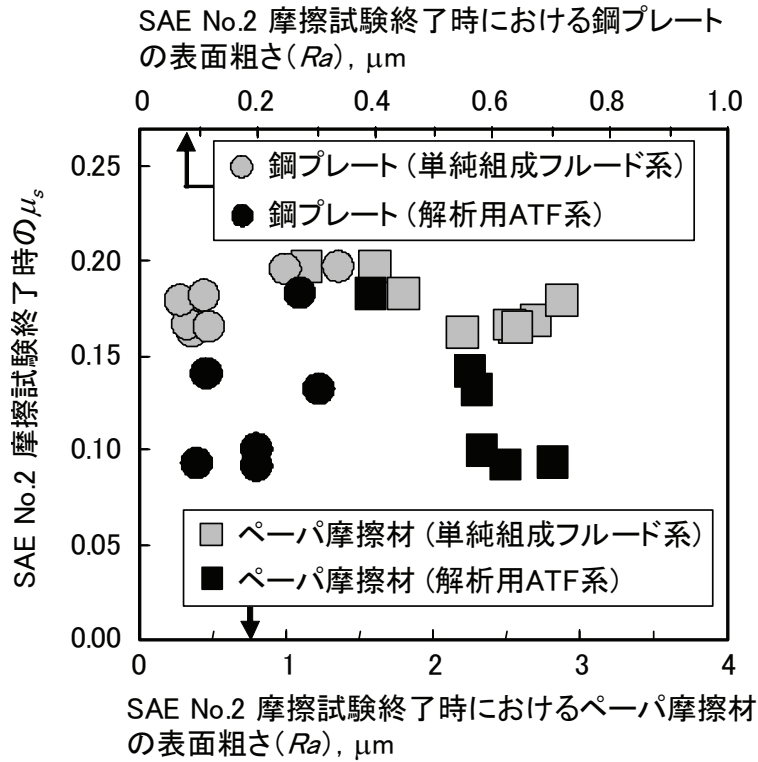 SAE No.2 摩擦試験終了時における鋼プレート
の表面粗さ(Ra), μm
0 0.2 0.4 0.6 0.8 1.0
鋼プレート (単純組成フルード系)
鋼プレート (解析用ATF系)
SAE No.2 摩擦試験終了時のμs
0.25
0.20
0.15
0.10
0.05
0.00
ペーパ摩擦材 (単純組成フルード系)
ペーパ摩擦材 (解析用ATF系)
0 1 2 3 4
SAE No.2 摩擦試験終了時におけるペーパ摩擦材
の表面粗さ(Ra), μm